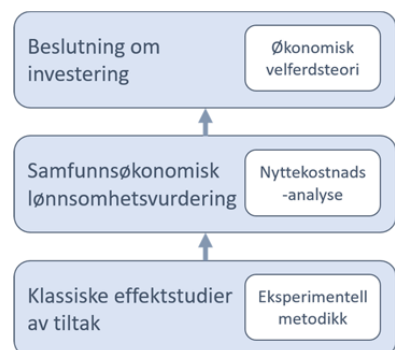 Beslutning om
investering
Økonomisk
velferdsteori
Samfunnsøkonomisk
lønnsomhetsvurdering
Nyttekostnads
-analyse
Klassiske effektstudier
av tiltak
Eksperimentell
metodikk